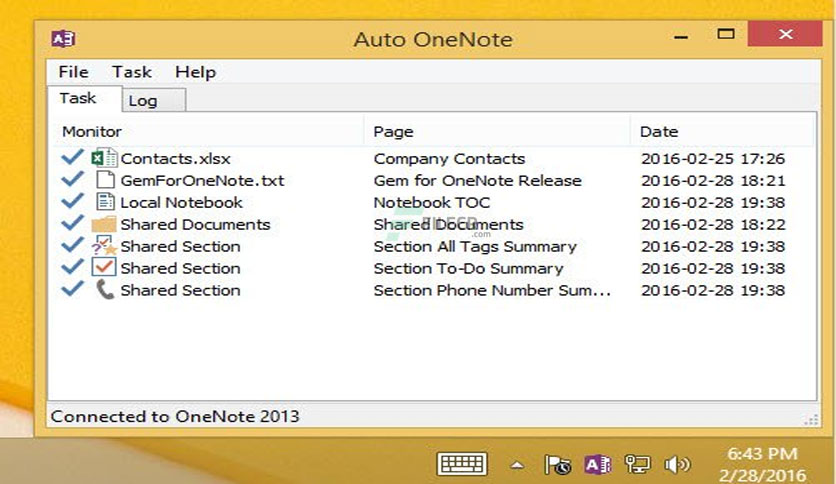 Auto OneNote
File Task Help
Task Log
Monitor Page Date
Contacts.xlsx Company Contacts 2016-02-25 17:26
GemForOneNote.txt Gem for OneNote Release 2016-02-28 18:21
Local Notebook Notebook TOC 2016-02-28 19:38
Shared Documents Shared Documents 2016-02-28 18:22
Shared Section Section All Tags Summary 2016-02-28 19:38
Shared Section Section To-Do Summary 2016-02-28 19:38
Shared Section Section Phone Number Sum... 2016-02-28 19:38
Connected to OneNote 2013
6:43 PM
2/28/2016